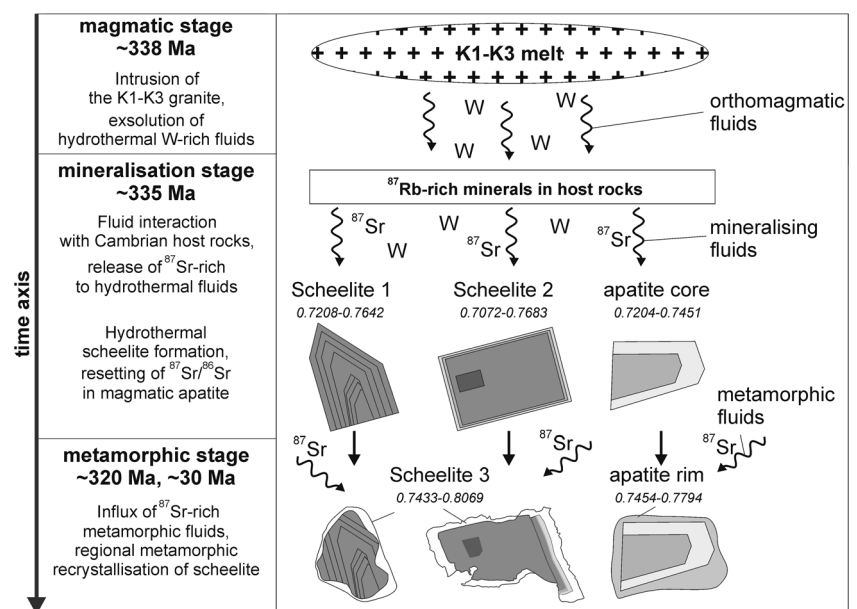 time axis
magmatic stage
~338 Ma
Intrusion of
the K1-K3 granite,
exsolution of
hydrothermal W-rich fluids
K1-K3 melt
W
W
W
W
orthomagmatic
fluids
mineralisation stage
~335 Ma
Fluid interaction
with Cambrian host rocks,
release of ⁸⁷Sr-rich
to hydrothermal fluids
Hydrothermal
scheelite formation,
resetting of ⁸⁷Sr/⁸⁶Sr
in magmatic apatite
⁸⁷Rb-rich minerals in host rocks
⁸⁷Sr
W
W
⁸⁷Sr
W
⁸⁷Sr
mineralising
fluids
Scheelite 1
0.7208-0.7642
Scheelite 2
0.7072-0.7683
apatite core
0.7204-0.7451
metamorphic
fluids
metamorphic stage
~320 Ma, ~30 Ma
Influx of ⁸⁷Sr-rich
metamorphic fluids,
regional metamorphic
recrystallisation of scheelite
⁸⁷Sr
⁸⁷Sr
⁸⁷Sr
Scheelite 3
0.7433-0.8069
apatite rim
0.7454-0.7794